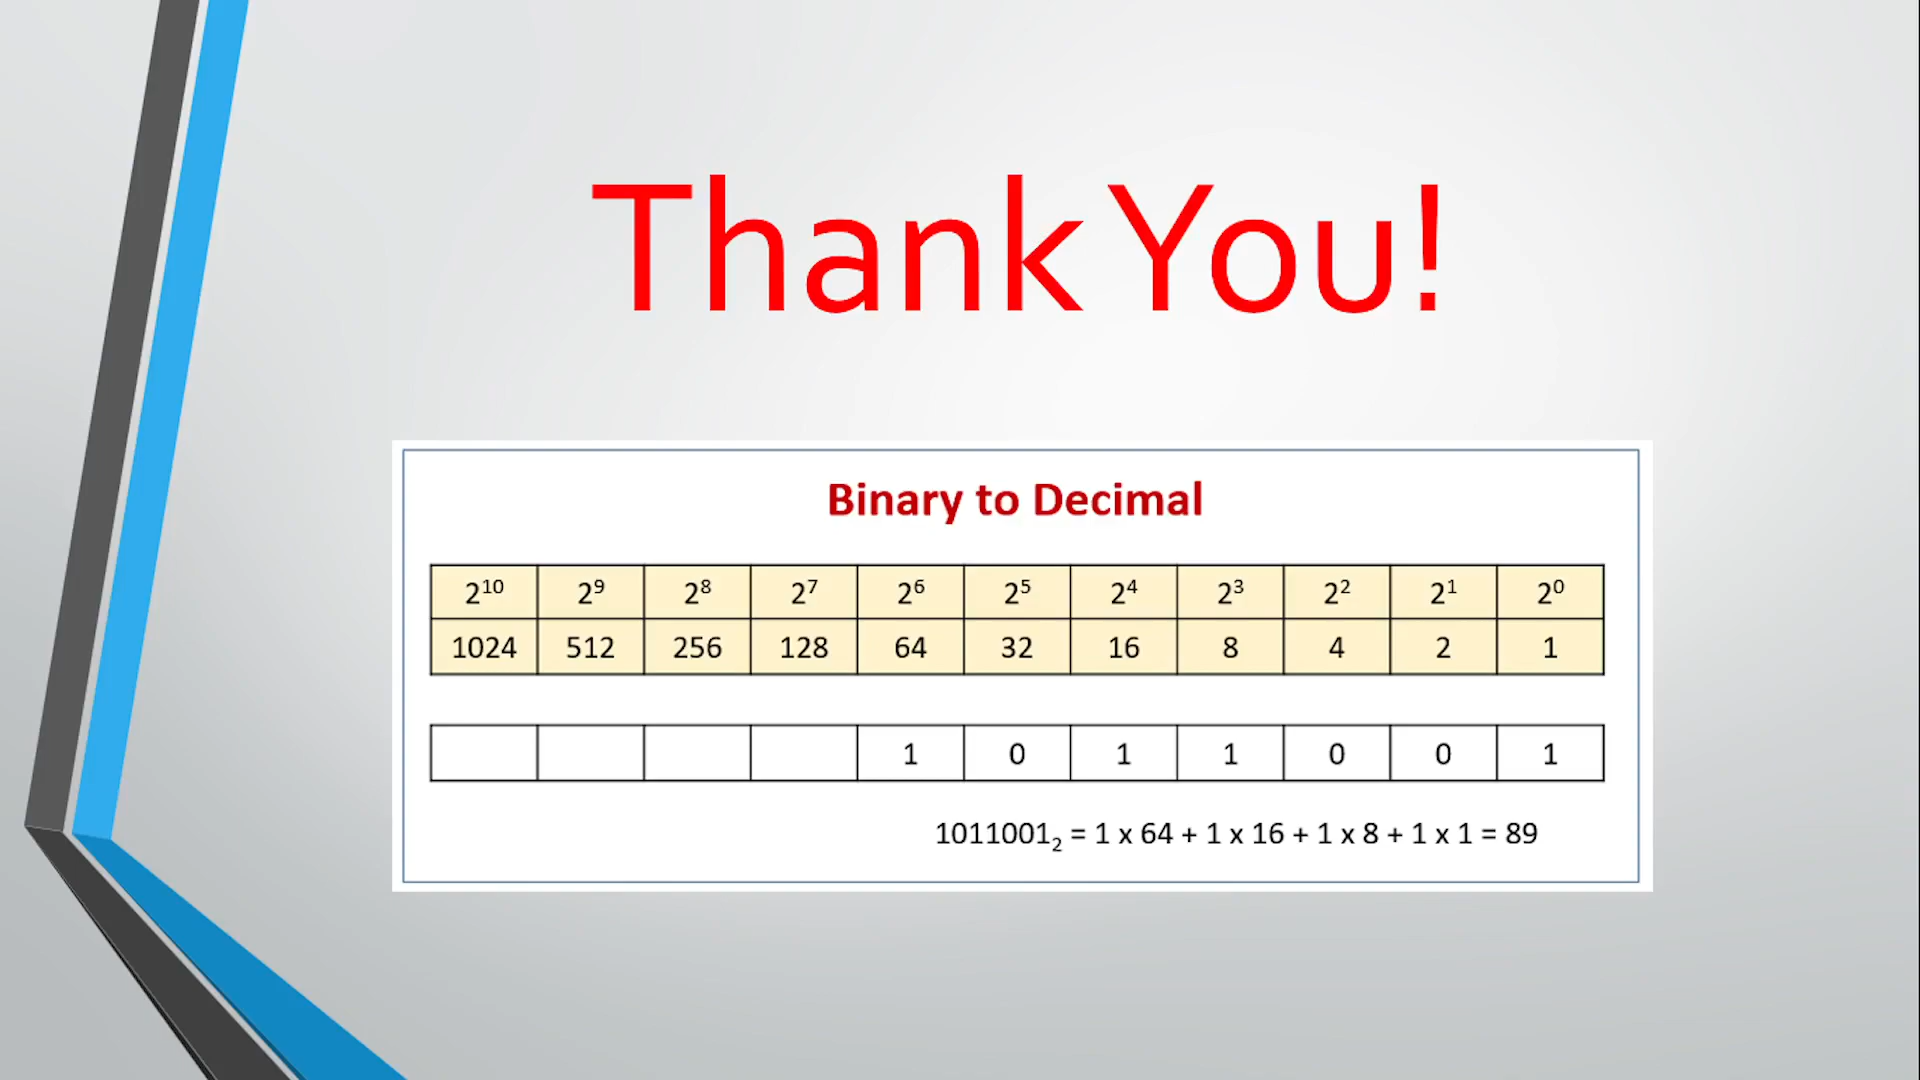 Thank You!
Binary to Decimal
2¹⁰ 2⁹ 2⁸ 2⁷ 2⁶ 2⁵ 2⁴ 2³ 2² 2¹ 2⁰
1024 512 256 128 64 32 16 8 4 2 1
1 0 1 1 0 0 1
1011001₂ = 1 x 64 + 1 x 16 + 1 x 8 + 1 x 1 = 89